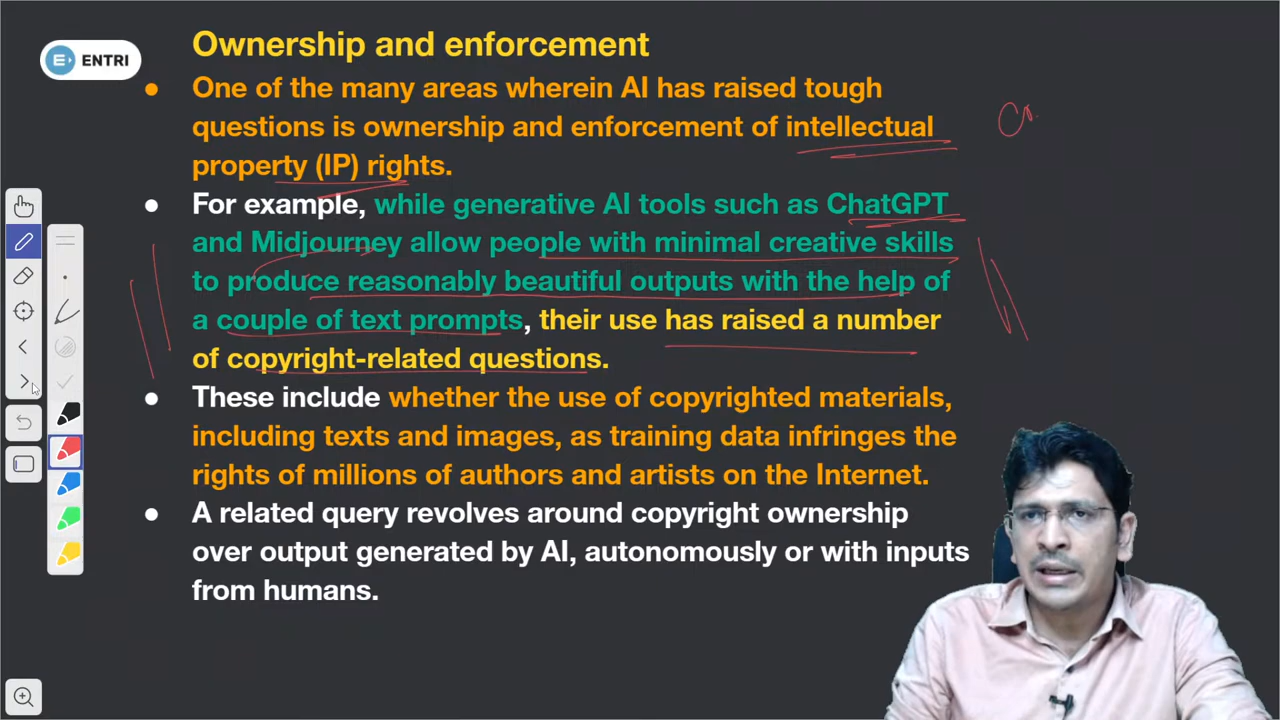 ENTRI
Ownership and enforcement
● One of the many areas wherein AI has raised tough
questions is ownership and enforcement of intellectual
property (IP) rights.
● For example, while generative AI tools such as ChatGPT
and Midjourney allow people with minimal creative skills
to produce reasonably beautiful outputs with the help of
a couple of text prompts, their use has raised a number
of copyright-related questions.
● These include whether the use of copyrighted materials,
including texts and images, as training data infringes the
rights of millions of authors and artists on the Internet.
● A related query revolves around copyright ownership
over output generated by AI, autonomously or with inputs
from humans.